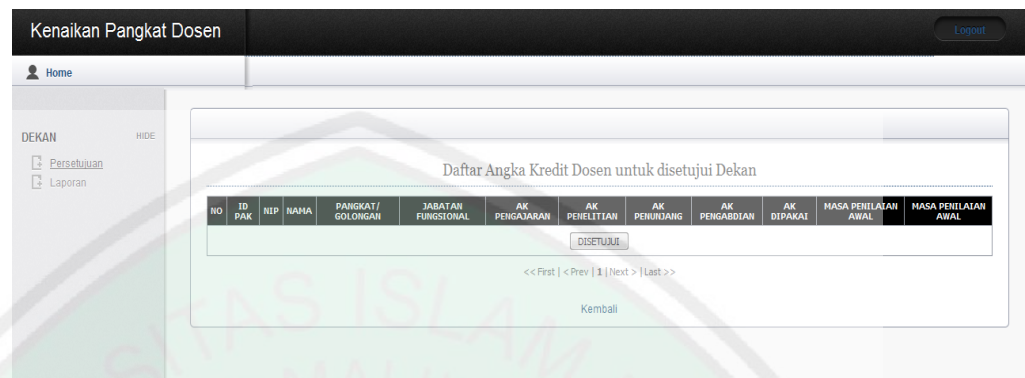 Kenaikan Pangkat Dosen
Logout
Home
DEKAN HIDE
Persetujuan
Laporan
Daftar Angka Kredit Dosen untuk disetujui Dekan
NO ID PAK NIP NAMA PANGKAT/ GOLONGAN JABATAN FUNGSIONAL AK PENGAJARAN AK PENELITIAN AK PENUNJANG AK PENGABDIAN AK DIPAKAI MASA PENILAIAN AWAL MASA PENILAIAN AWAL
DISETUJUI
<< First | < Prev | 1 | Next > | Last >>
Kembali
SITAS ISLAM